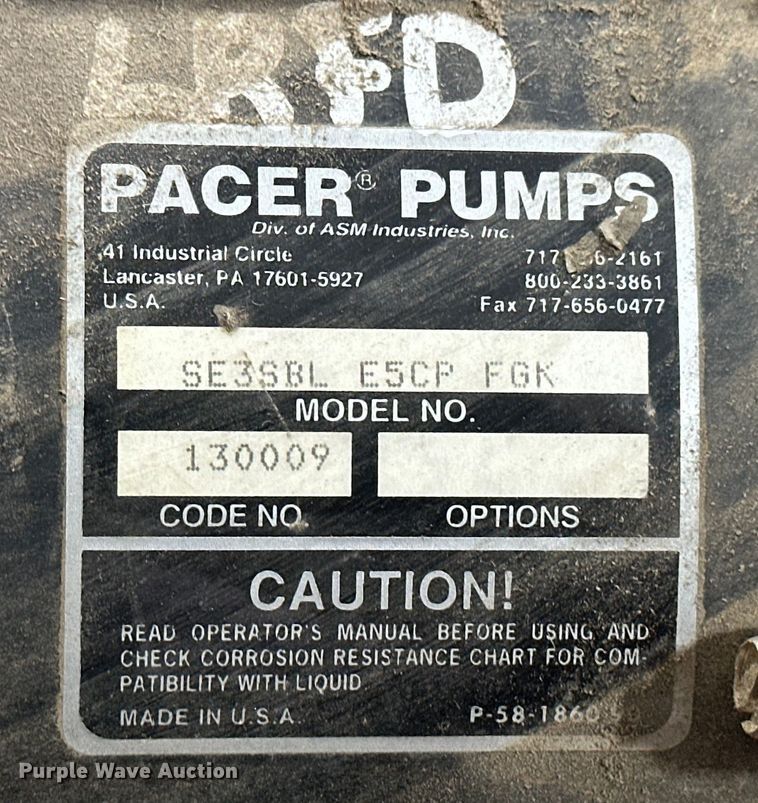 PACER® PUMPS
Div. of ASM Industries, Inc.
41 Industrial Circle
Lancaster, PA 17601-5927
U.S.A.
2161
800-233-3861
Fax 717-656-0477
SE3SBL E5CP FGK
MODEL NO.
130009
CODE NO.
OPTIONS
CAUTION!
READ OPERATOR'S MANUAL BEFORE USING AND
CHECK CORROSION RESISTANCE CHART FOR COM-
PATIBILITY WITH LIQUID
MADE IN U.S.A.
Purple Wave Auction